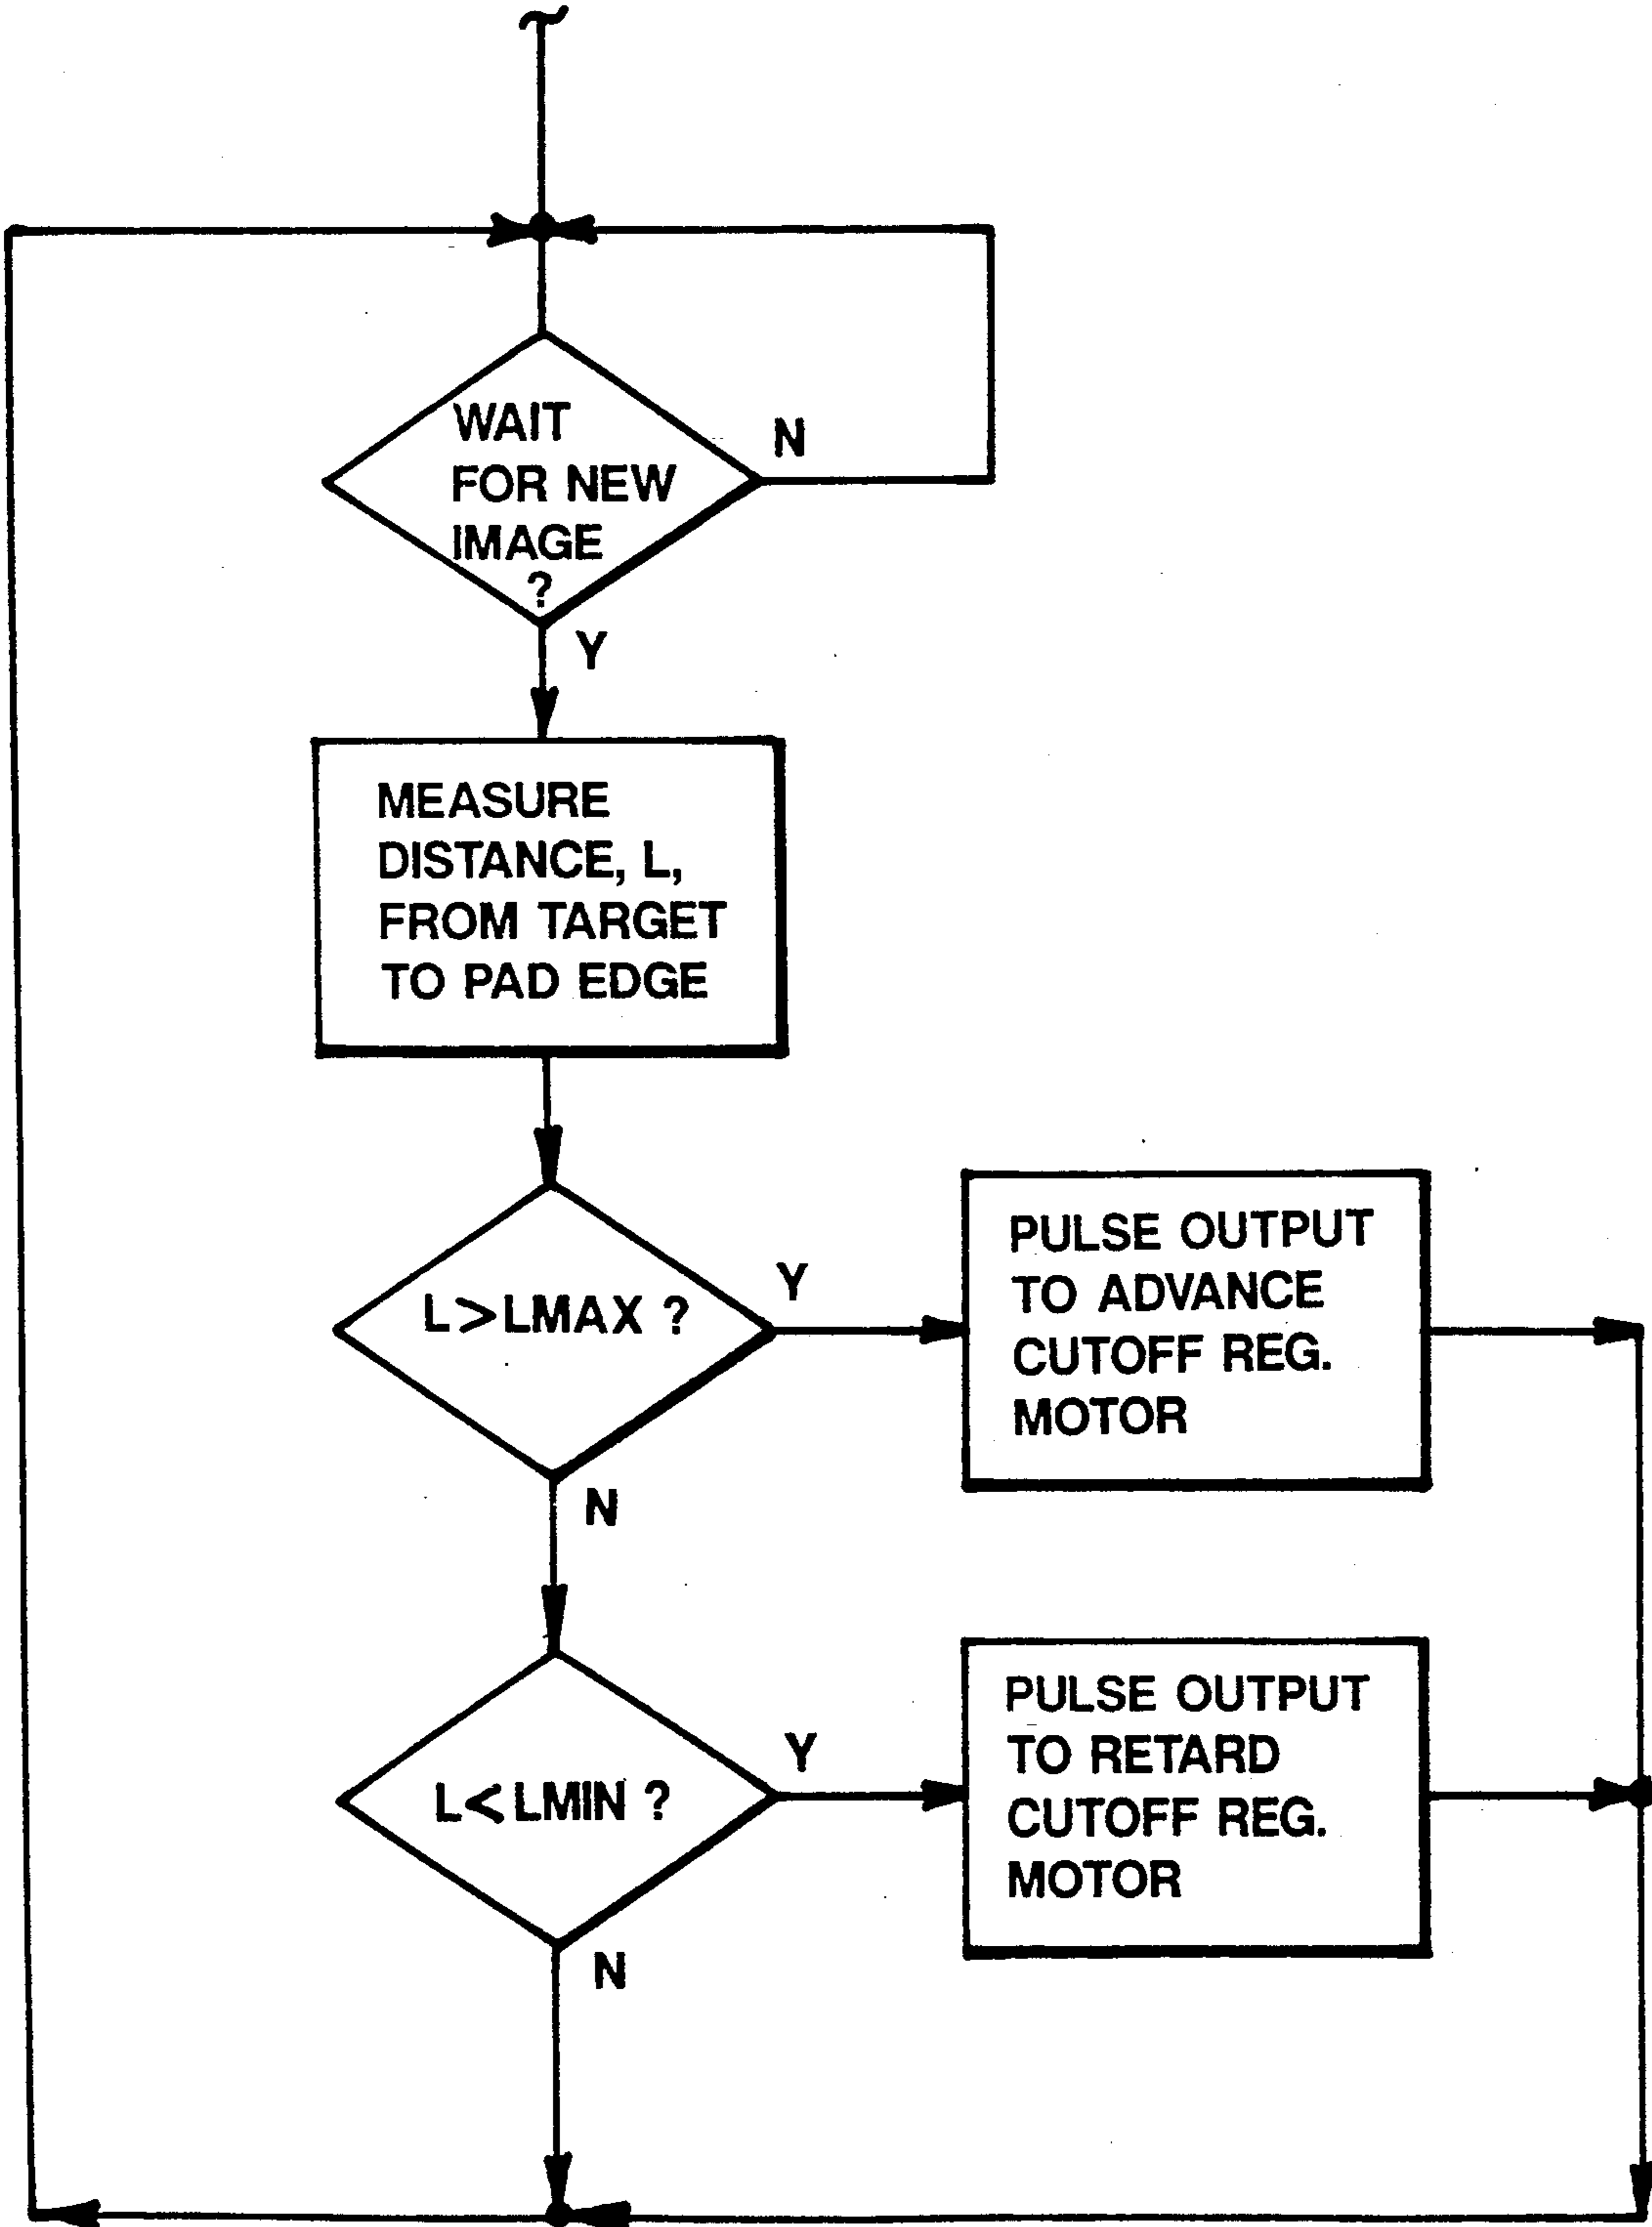 WAIT
FOR NEW
IMAGE
?
N
Y
MEASURE
DISTANCE, L,
FROM TARGET
TO PAD EDGE
L>LMAX ?
Y
N
PULSE OUTPUT
TO ADVANCE
CUTOFF REG.
MOTOR
L<LMIN ?
Y
N
PULSE OUTPUT
TO RETARD
CUTOFF REG.
MOTOR